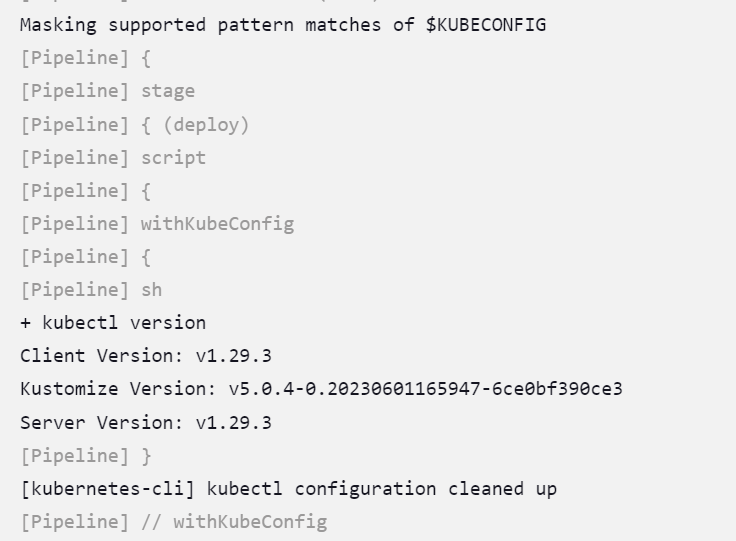 Masking supported pattern matches of $KUBECONFIG
[Pipeline] {
[Pipeline] stage
[Pipeline] { (deploy)
[Pipeline] script
[Pipeline] {
[Pipeline] withKubeConfig
[Pipeline] {
[Pipeline] sh
+ kubectl version
Client Version: v1.29.3
Kustomize Version: v5.0.4-0.20230601165947-6ce0bf390ce3
Server Version: v1.29.3
[Pipeline] }
[kubernetes-cli] kubectl configuration cleaned up
[Pipeline] // withKubeConfig